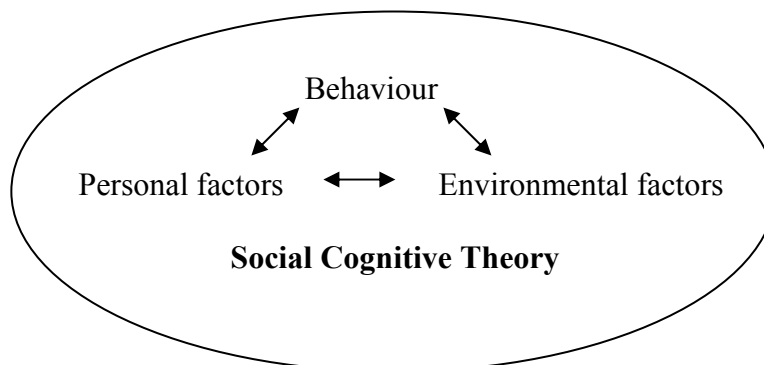 Behaviour
Personal factors Environmental factors
Social Cognitive Theory